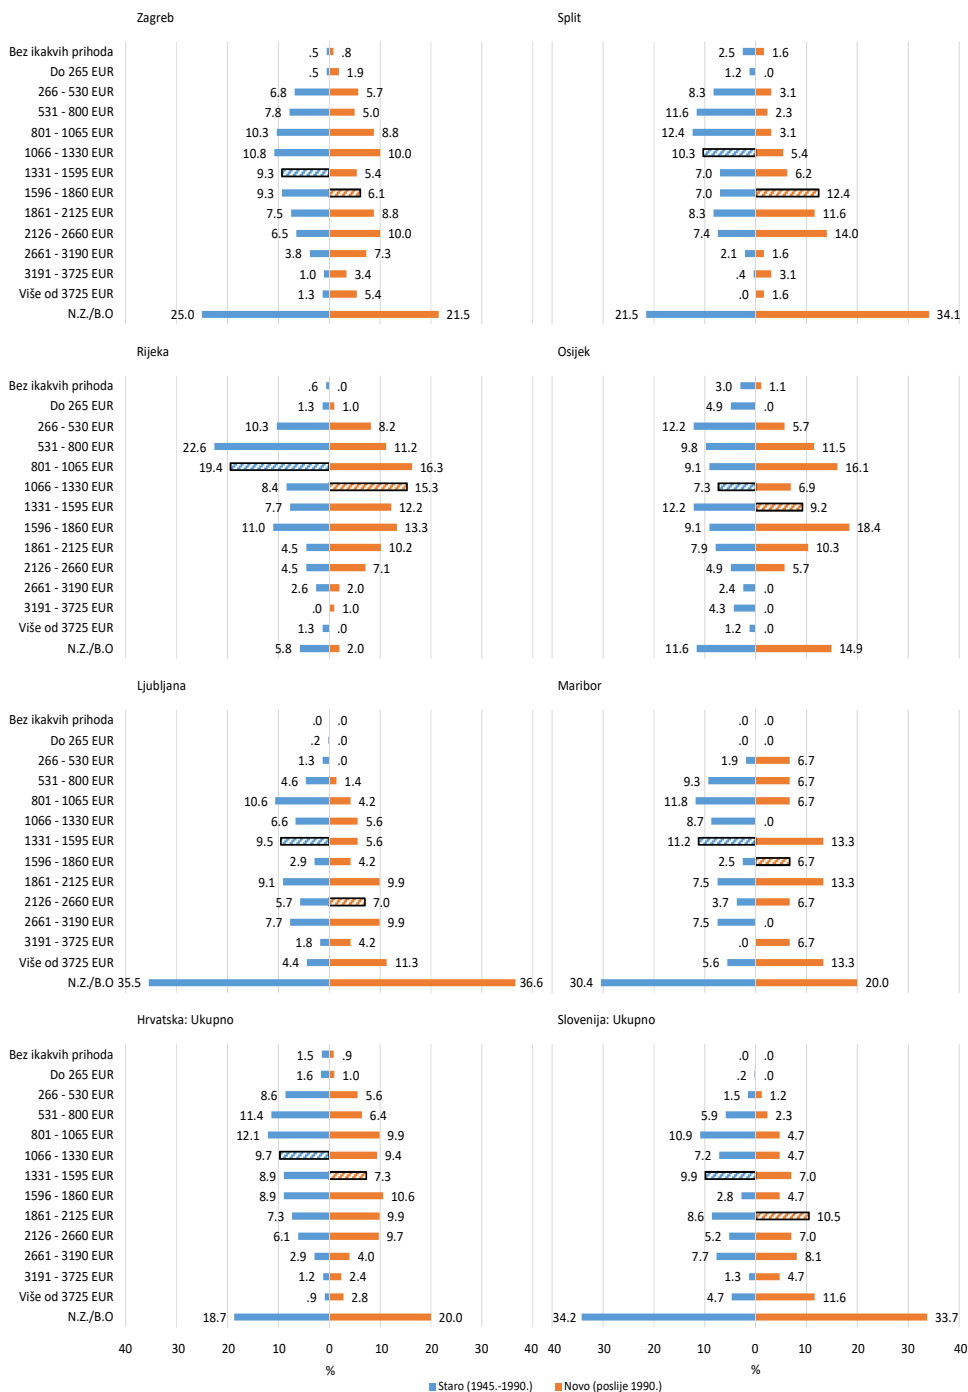 Zagreb Split
Bez ikakvih prihoda .5 .8 2.5 1.6
Do 265 EUR .5 1.9 1.2 .0
266 - 530 EUR 6.8 5.7 8.3 3.1
531 - 800 EUR 7.8 5.0 11.6 2.3
801 - 1065 EUR 10.3 8.8 12.4 3.1
1066 - 1330 EUR 10.8 10.0 10.3 5.4
1331 - 1595 EUR 9.3 5.4 7.0 6.2
1596 - 1860 EUR 9.3 6.1 7.0 12.4
1861 - 2125 EUR 7.5 8.8 8.3 11.6
2126 - 2660 EUR 6.5 10.0 7.4 14.0
2661 - 3190 EUR 3.8 7.3 2.1 1.6
3191 - 3725 EUR 1.0 3.4 .4 3.1
Više od 3725 EUR 1.3 5.4 .0 1.6
N.Z./B.O 25.0 21.5 21.5 34.1
Rijeka Osijek
Bez ikakvih prihoda .6 .0 3.0 1.1
Do 265 EUR 1.3 1.0 4.9 .0
266 - 530 EUR 10.3 8.2 12.2 5.7
531 - 800 EUR 22.6 11.2 9.8 11.5
801 - 1065 EUR 19.4 16.3 9.1 16.1
1066 - 1330 EUR 8.4 15.3 7.3 6.9
1331 - 1595 EUR 7.7 12.2 12.2 9.2
1596 - 1860 EUR 11.0 13.3 9.1 18.4
1861 - 2125 EUR 4.5 10.2 7.9 10.3
2126 - 2660 EUR 4.5 7.1 4.9 5.7
2661 - 3190 EUR 2.6 2.0 2.4 .0
3191 - 3725 EUR .0 1.0 4.3 .0
Više od 3725 EUR 1.3 .0 1.2 .0
N.Z./B.O 5.8 2.0 11.6 14.9
Ljubljana Maribor
Bez ikakvih prihoda .0 .0 .0 .0
Do 265 EUR .2 .0 .0 .0
266 - 530 EUR 1.3 .0 1.9 6.7
531 - 800 EUR 4.6 1.4 9.3 6.7
801 - 1065 EUR 10.6 4.2 11.8 6.7
1066 - 1330 EUR 6.6 5.6 8.7 .0
1331 - 1595 EUR 9.5 5.6 11.2 13.3
1596 - 1860 EUR 2.9 4.2 2.5 6.7
1861 - 2125 EUR 9.1 9.9 7.5 13.3
2126 - 2660 EUR 5.7 7.0 3.7 6.7
2661 - 3190 EUR 7.7 9.9 7.5 .0
3191 - 3725 EUR 1.8 4.2 .0 6.7
Više od 3725 EUR 4.4 11.3 5.6 13.3
N.Z./B.O 35.5 36.6 30.4 20.0
Hrvatska: Ukupno Slovenija: Ukupno
Bez ikakvih prihoda 1.5 .9 .0 .0
Do 265 EUR 1.6 1.0 .2 .0
266 - 530 EUR 8.6 5.6 1.5 1.2
531 - 800 EUR 11.4 6.4 5.9 2.3
801 - 1065 EUR 12.1 9.9 10.9 4.7
1066 - 1330 EUR 9.7 9.4 7.2 4.7
1331 - 1595 EUR 8.9 7.3 9.9 7.0
1596 - 1860 EUR 8.9 10.6 2.8 4.7
1861 - 2125 EUR 7.3 9.9 8.6 10.5
2126 - 2660 EUR 6.1 9.7 5.2 7.0
2661 - 3190 EUR 2.9 4.0 7.7 8.1
3191 - 3725 EUR 1.2 2.4 1.3 4.7
Više od 3725 EUR .9 2.8 4.7 11.6
N.Z./B.O 18.7 20.0 34.2 33.7
40 30 20 10 0 10 20 30 40 40 30 20 10 0 10 20 30 40
% %
Staro (1945.-1990.) Novo (poslije 1990.)